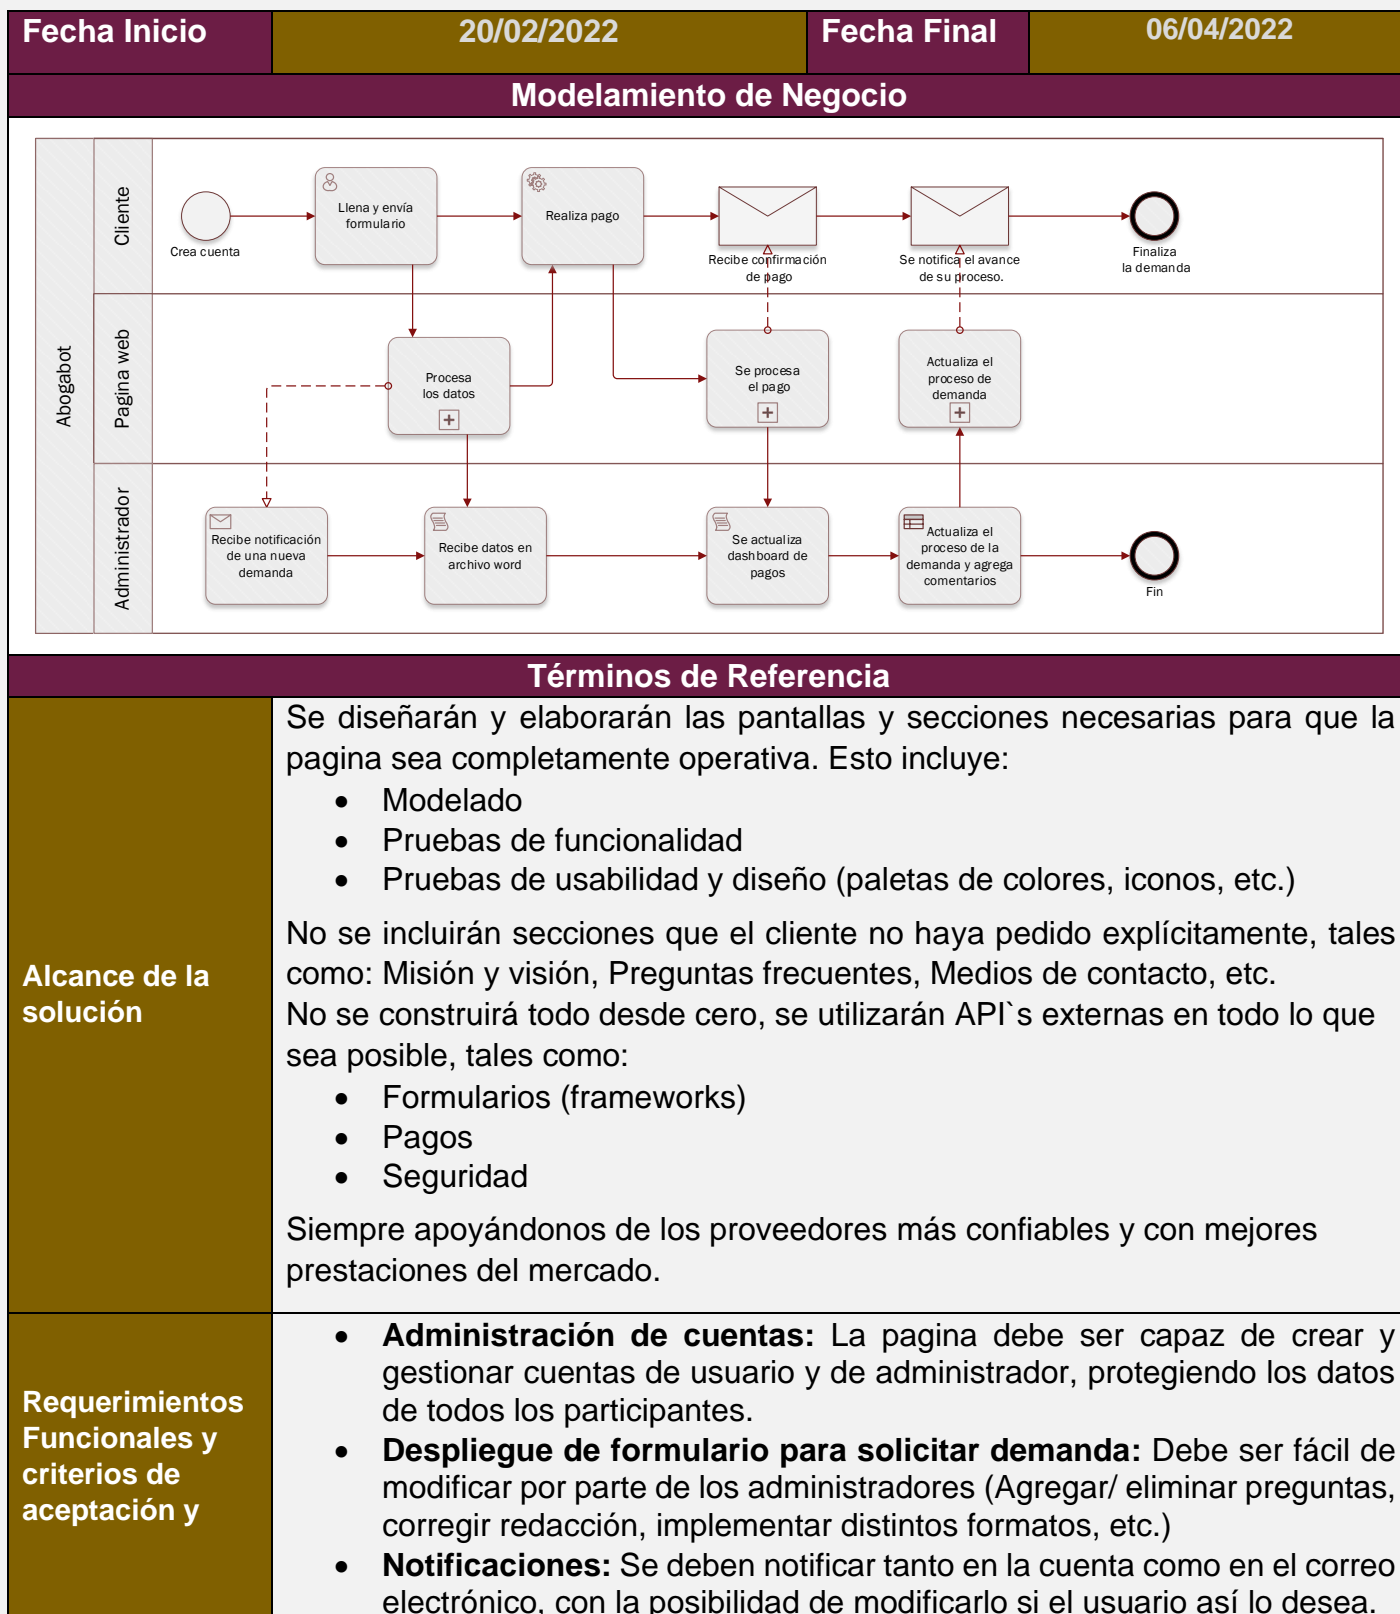 Fecha Inicio 20/02/2022 Fecha Final 06/04/2022
Modelamiento de Negocio
Abogabot
Cliente
Crea cuenta
Llena y envía
formulario
Realiza pago
Recibe confirmación
de pago
Se notifica el avance
de su proceso.
Finaliza
la demanda
Pagina web
Procesa
los datos
Se procesa
el pago
Actualiza el
proceso de
demanda
Administrador
Recibe notificación
de una nueva
demanda
Recibe datos en
archivo word
Se actualiza
dashboard de
pagos
Actualiza el
proceso de la
demanda y agrega
comentarios
Fin
Términos de Referencia
Alcance de la
solución
Se diseñarán y elaborarán las pantallas y secciones necesarias para que la
pagina sea completamente operativa. Esto incluye:
• Modelado
• Pruebas de funcionalidad
• Pruebas de usabilidad y diseño (paletas de colores, iconos, etc.)
No se incluirán secciones que el cliente no haya pedido explícitamente, tales
como: Misión y visión, Preguntas frecuentes, Medios de contacto, etc.
No se construirá todo desde cero, se utilizarán API`s externas en todo lo que
sea posible, tales como:
• Formularios (frameworks)
• Pagos
• Seguridad
Siempre apoyándonos de los proveedores más confiables y con mejores
prestaciones del mercado.
Requerimientos
Funcionales y
criterios de
aceptación y
• Administración de cuentas: La pagina debe ser capaz de crear y
gestionar cuentas de usuario y de administrador, protegiendo los datos
de todos los participantes.
• Despliegue de formulario para solicitar demanda: Debe ser fácil de
modificar por parte de los administradores (Agregar/ eliminar preguntas,
corregir redacción, implementar distintos formatos, etc.)
• Notificaciones: Se deben notificar tanto en la cuenta como en el correo
electrónico, con la posibilidad de modificarlo si el usuario así lo desea.